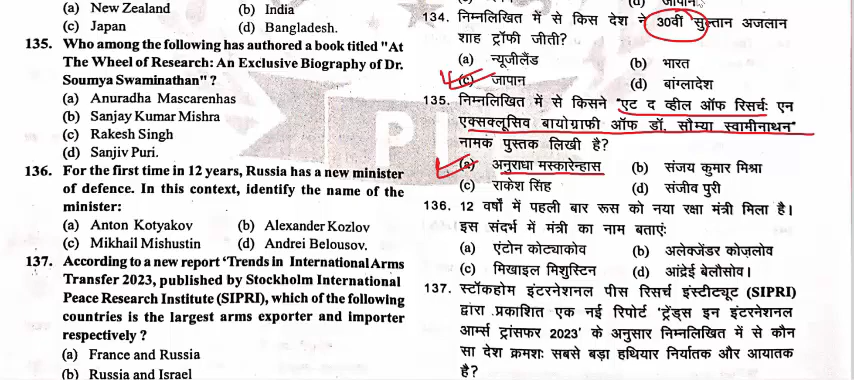 (a) New Zealand (b) India
(c) Japan (d) Bangladesh.
135. Who among the following has authored a book titled "At
The Wheel of Research: An Exclusive Biography of Dr.
Soumya Swaminathan" ?
(a) Anuradha Mascarenhas
(b) Sanjay Kumar Mishra
(c) Rakesh Singh
(d) Sanjiv Puri.
136. For the first time in 12 years, Russia has a new minister
of defence. In this context, identify the name of the
minister:
(a) Anton Kotyakov (b) Alexander Kozlov
(c) Mikhail Mishustin (d) Andrei Belousov.
137. According to a new report 'Trends in International Arms
Transfer 2023, published by Stockholm International
Peace Research Institute (SIPRI), which of the following
countries is the largest arms exporter and importer
respectively ?
(a) France and Russia
(b) Russia and Israel
(d) जापान
134. निम्नलिखित में से किस देश ने 30वीं सुल्तान अजलान
शाह ट्रॉफी जीती?
(a) न्यूजीलैंड (b) भारत
(c) जापान (d) बांग्लादेश
135. निम्नलिखित में से किसने 'एट द व्हील ऑफ रिसर्चः एन
एक्सक्लूसिव बायोग्राफी ऑफ डॉ. सौम्या स्वामीनाथन"
नामक पुस्तक लिखी है?
(a) अनुराधा मस्कारेन्हास (b) संजय कुमार मिश्रा
(c) राकेश सिंह (d) संजीव पुरी
136. 12 वर्षों में पहली बार रूस को नया रक्षा मंत्री मिला है।
इस संदर्भ में मंत्री का नाम बताएं:
(a) एंटोन कोट्याकोव (b) अलेक्जेंडर कोज़लोव
(c) मिखाइल मिशुस्टिन (d) आंद्रेई बेलौसोव।
137. स्टॉकहोम इंटरनेशनल पीस रिसर्च इंस्टीट्यूट (SIPRI)
द्वारा प्रकाशित एक नई रिपोर्ट 'ट्रेंड्स इन इंटरनेशनल
आर्म्स ट्रांसफर 2023' के अनुसार निम्नलिखित में से कौन
सा देश क्रमशः सबसे बड़ा हथियार निर्यातक और आयातक
है?